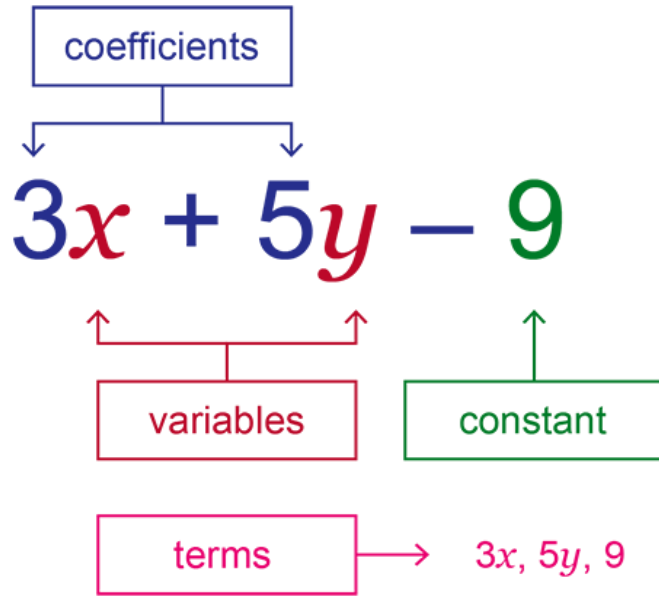 coefficients
3x + 5y – 9
variables
constant
terms
3x, 5y, 9